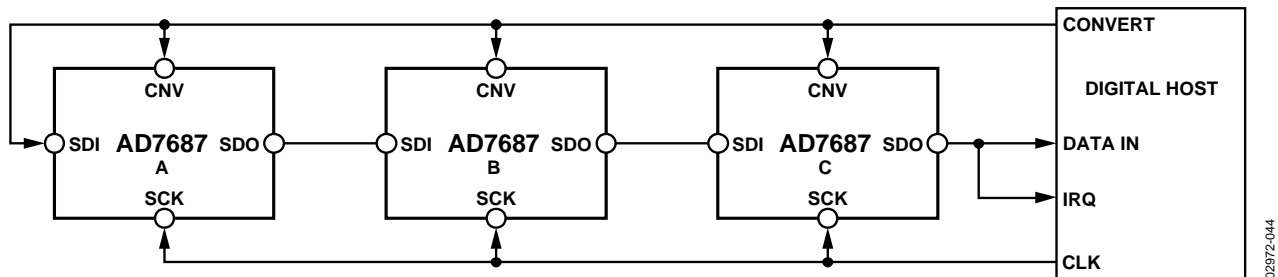 CONVERT
CNV CNV CNV
DIGITAL HOST
SDI AD7687 SDO SDI AD7687 SDO SDI AD7687 SDO DATA IN
A B C
SCK SCK SCK
IRQ
CLK
02972-044